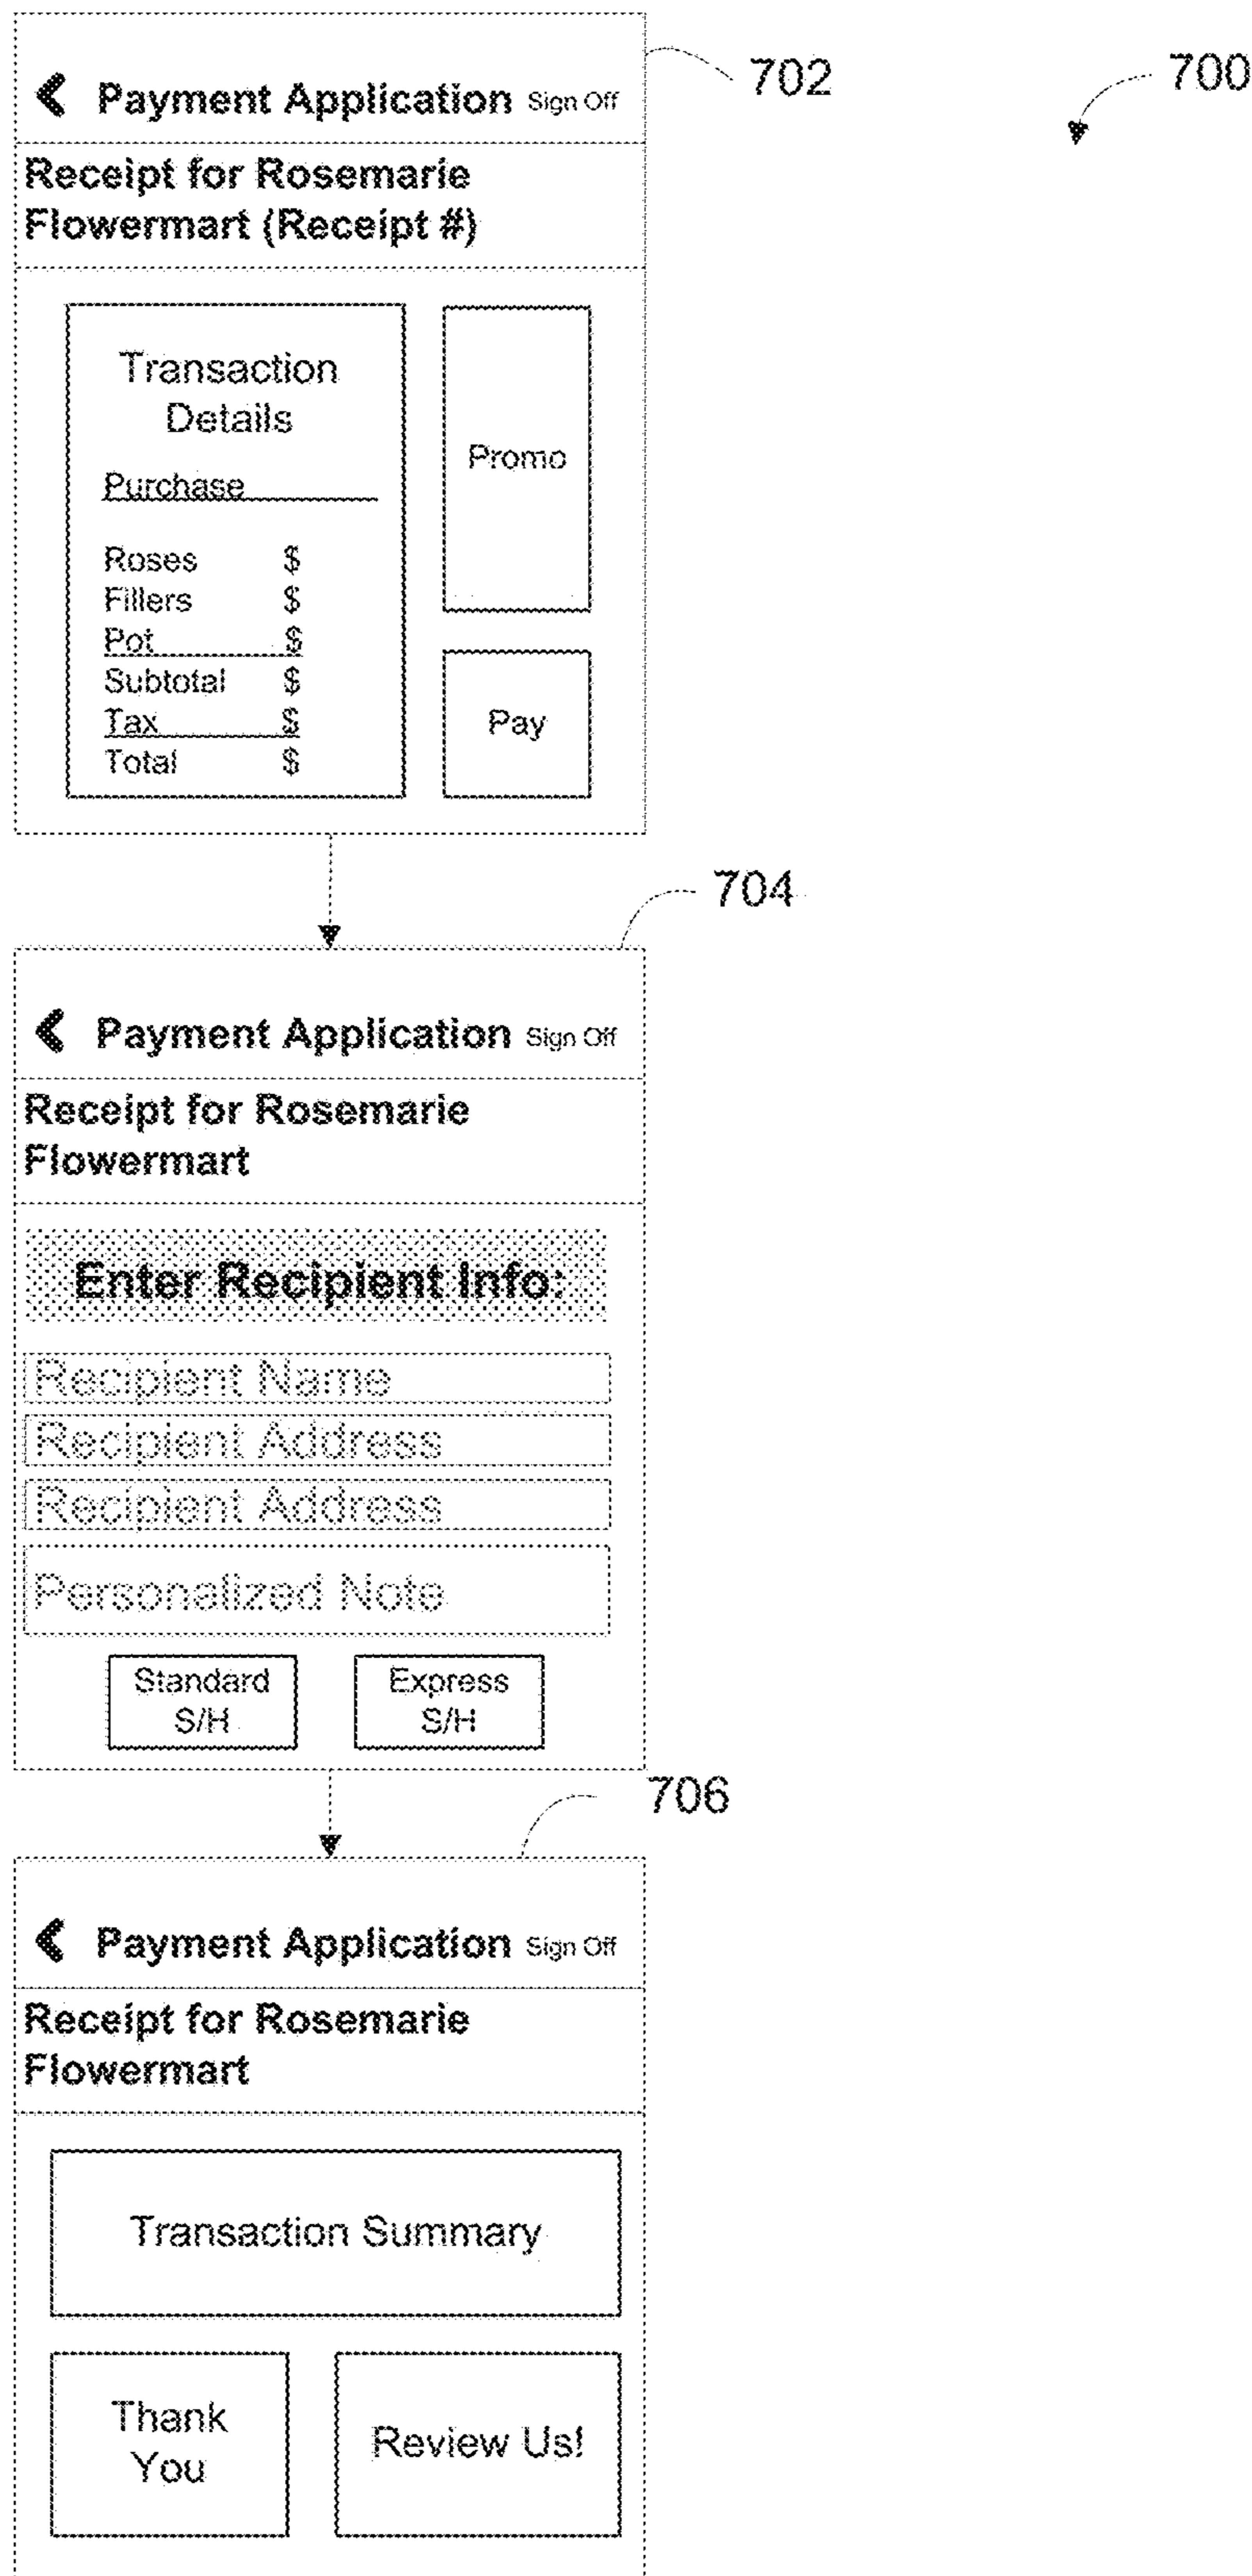 702
700
Payment Application Sign Off
Receipt for Rosemarie
Flowermart (Receipt #)
Transaction
Details
Promo
Purchase
Roses $
Fillers $
Pot $
Subtotal $
Tax $
Total $
Pay
704
Payment Application Sign Off
Receipt for Rosemarie
Flowermart
Enter Recipient Info:
Recipient Name
Recipient Address
Recipient Address
Personalized Note
Standard
S/H
Express
S/H
706
Payment Application Sign Off
Receipt for Rosemarie
Flowermart
Transaction Summary
Thank
You
Review Us!